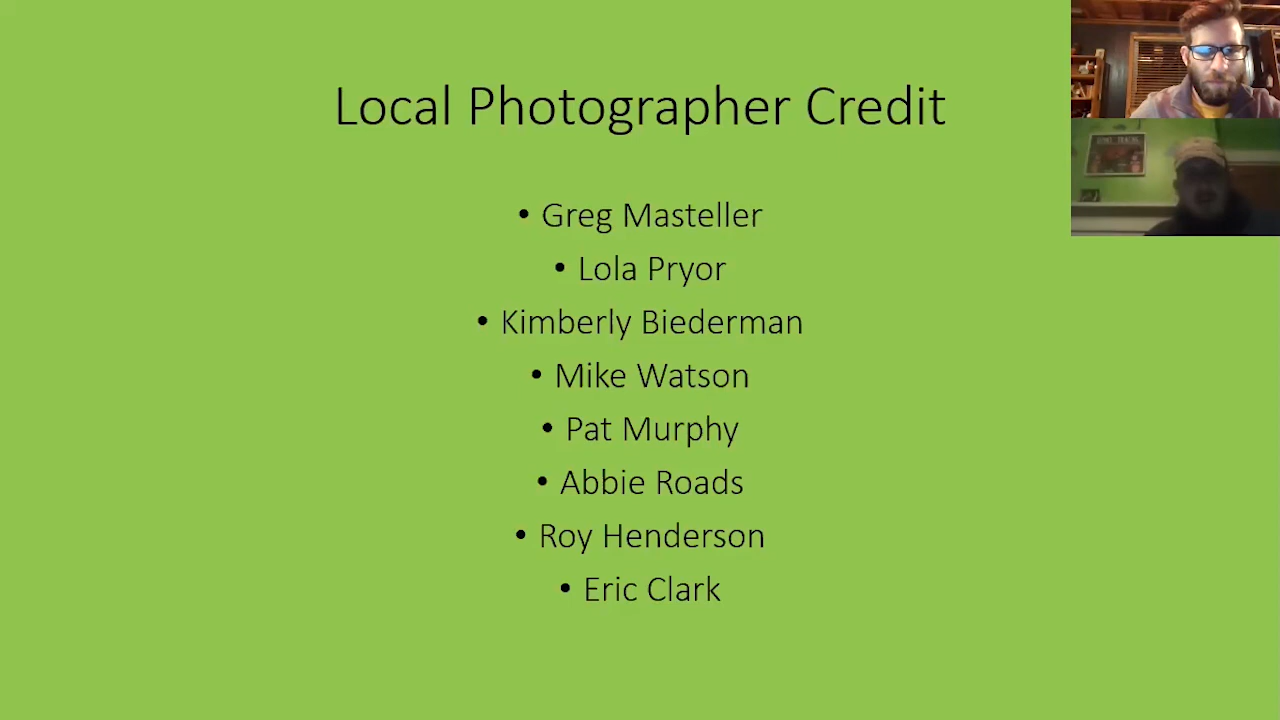 Local Photographer Credit
• Greg Masteller
• Lola Pryor
• Kimberly Biederman
• Mike Watson
• Pat Murphy
• Abbie Roads
• Roy Henderson
• Eric Clark